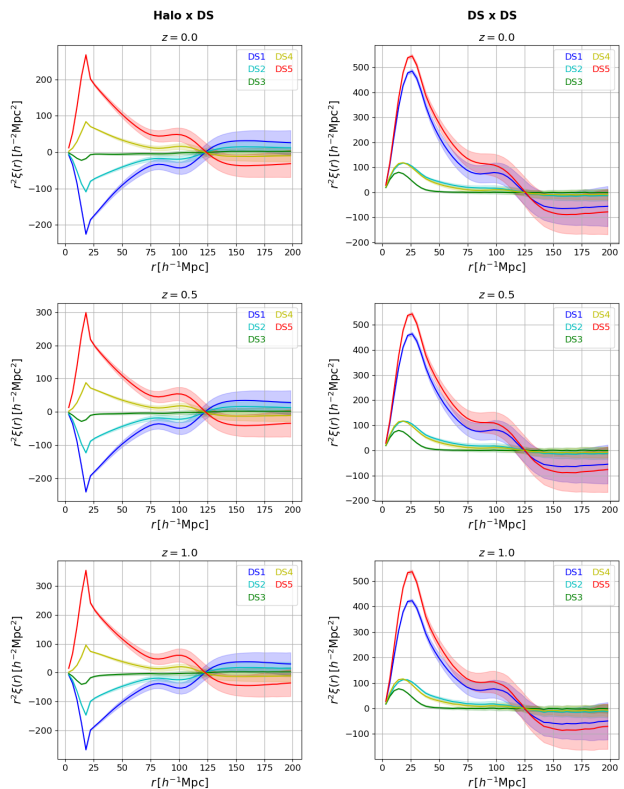 Halo x DS
DS x DS
z = 0.0
DS1 DS4
DS2 DS5
DS3
200
100
0
−100
−200
0 25 50 75 100 125 150 175 200
r²ξ(r) [h⁻²Mpc²]
r [h⁻¹Mpc]
z = 0.0
DS1 DS4
DS2 DS5
DS3
500
400
300
200
100
0
−100
−200
0 25 50 75 100 125 150 175 200
r²ξ(r) [h⁻²Mpc²]
r [h⁻¹Mpc]
z = 0.5
DS1 DS4
DS2 DS5
DS3
300
200
100
0
−100
−200
0 25 50 75 100 125 150 175 200
r²ξ(r) [h⁻²Mpc²]
r [h⁻¹Mpc]
z = 0.5
DS1 DS4
DS2 DS5
DS3
500
400
300
200
100
0
−100
−200
0 25 50 75 100 125 150 175 200
r²ξ(r) [h⁻²Mpc²]
r [h⁻¹Mpc]
z = 1.0
DS1 DS4
DS2 DS5
DS3
300
200
100
0
−100
−200
0 25 50 75 100 125 150 175 200
r²ξ(r) [h⁻²Mpc²]
r [h⁻¹Mpc]
z = 1.0
DS1 DS4
DS2 DS5
DS3
500
400
300
200
100
0
−100
0 25 50 75 100 125 150 175 200
r²ξ(r) [h⁻²Mpc²]
r [h⁻¹Mpc]